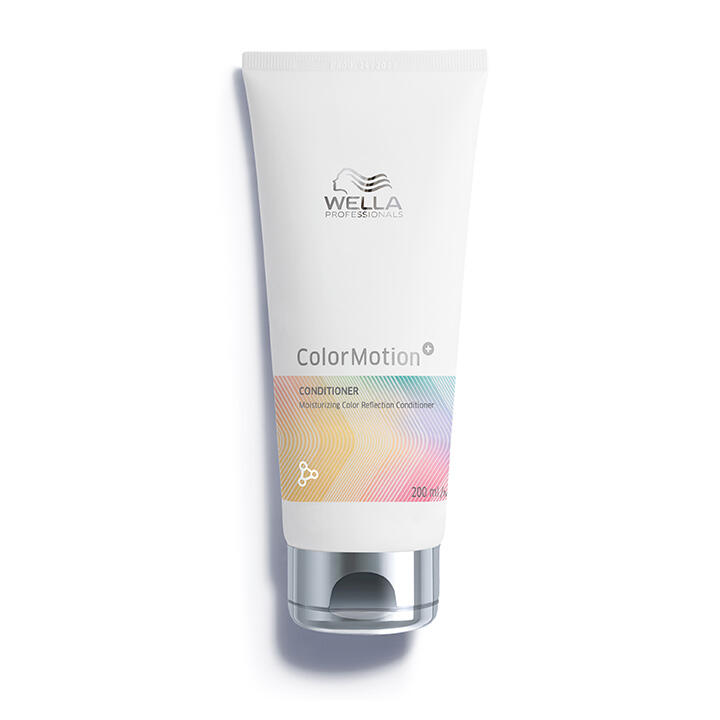 WELLA
PROFESSIONALS
ColorMotion+
CONDITIONER
Moisturizing Color Reflection Conditioner
200 ml